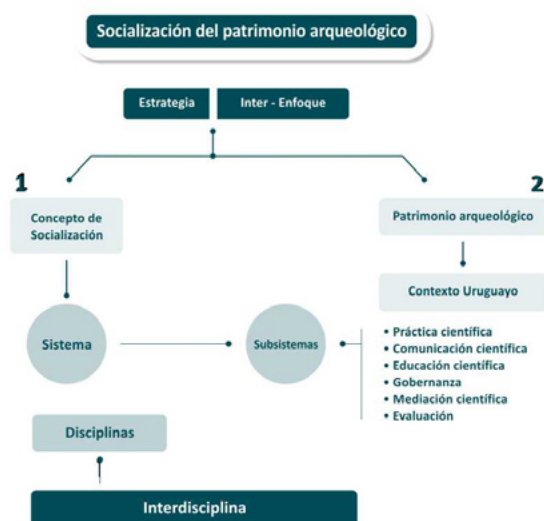 Socialización del patrimonio arqueológico
Estrategia
Inter - Enfoque
1
2
Concepto de
Socialización
Patrimonio arqueológico
Contexto Uruguayo
Sistema
Subsistemas
• Práctica científica
• Comunicación científica
• Educación científica
• Gobernanza
• Mediación científica
• Evaluación
Disciplinas
Interdisciplina